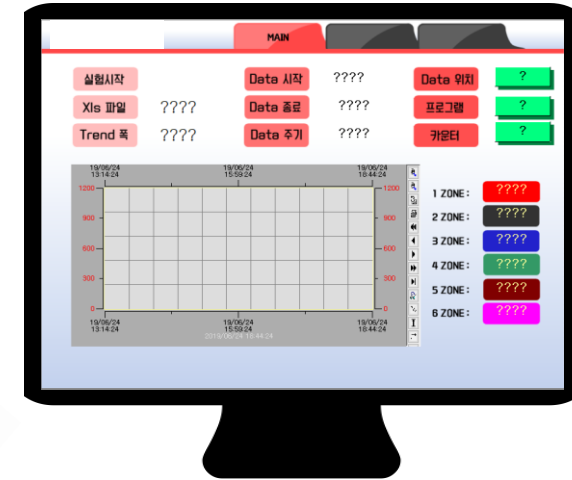 MAIN
실험시작 Data 시작 ???? Data 위치 ?
Xls 파일 ???? Data 종료 ???? 프로그램 ?
Trend 폭 ???? Data 주기 ???? 카운터 ?
19/06/24 19/06/24 19/06/24
13:14:24 15:59:24 18:44:24
1200 1200
900 900
600 600
300 300
0 0
19/06/24 19/06/24 19/06/24
13:14:24 15:59:24 18:44:24
2019/06/24 18:44:24
1 ZONE : ????
2 ZONE : ????
3 ZONE : ????
4 ZONE : ????
5 ZONE : ????
6 ZONE : ????